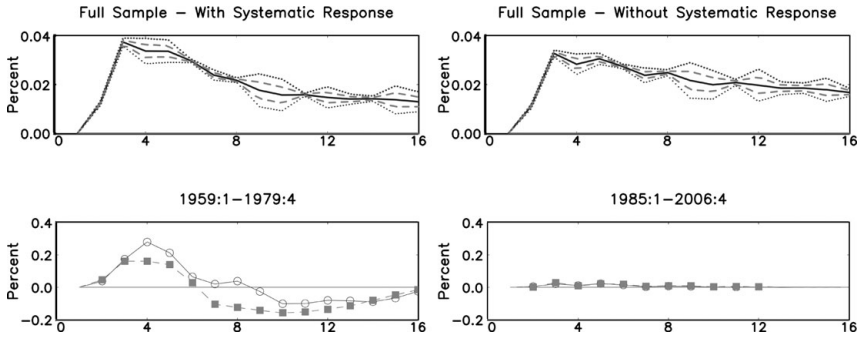 Full Sample – With Systematic Response
Full Sample – Without Systematic Response
Percent
0.04
0.02
0.00
0 4 8 12 16
Percent
0.04
0.02
0.00
0 4 8 12 16
1959:1–1979:4
1985:1–2006:4
Percent
0.4
0.2
0.0
−0.2
0 4 8 12 16
Percent
0.4
0.2
0.0
−0.2
0 4 8 12 16